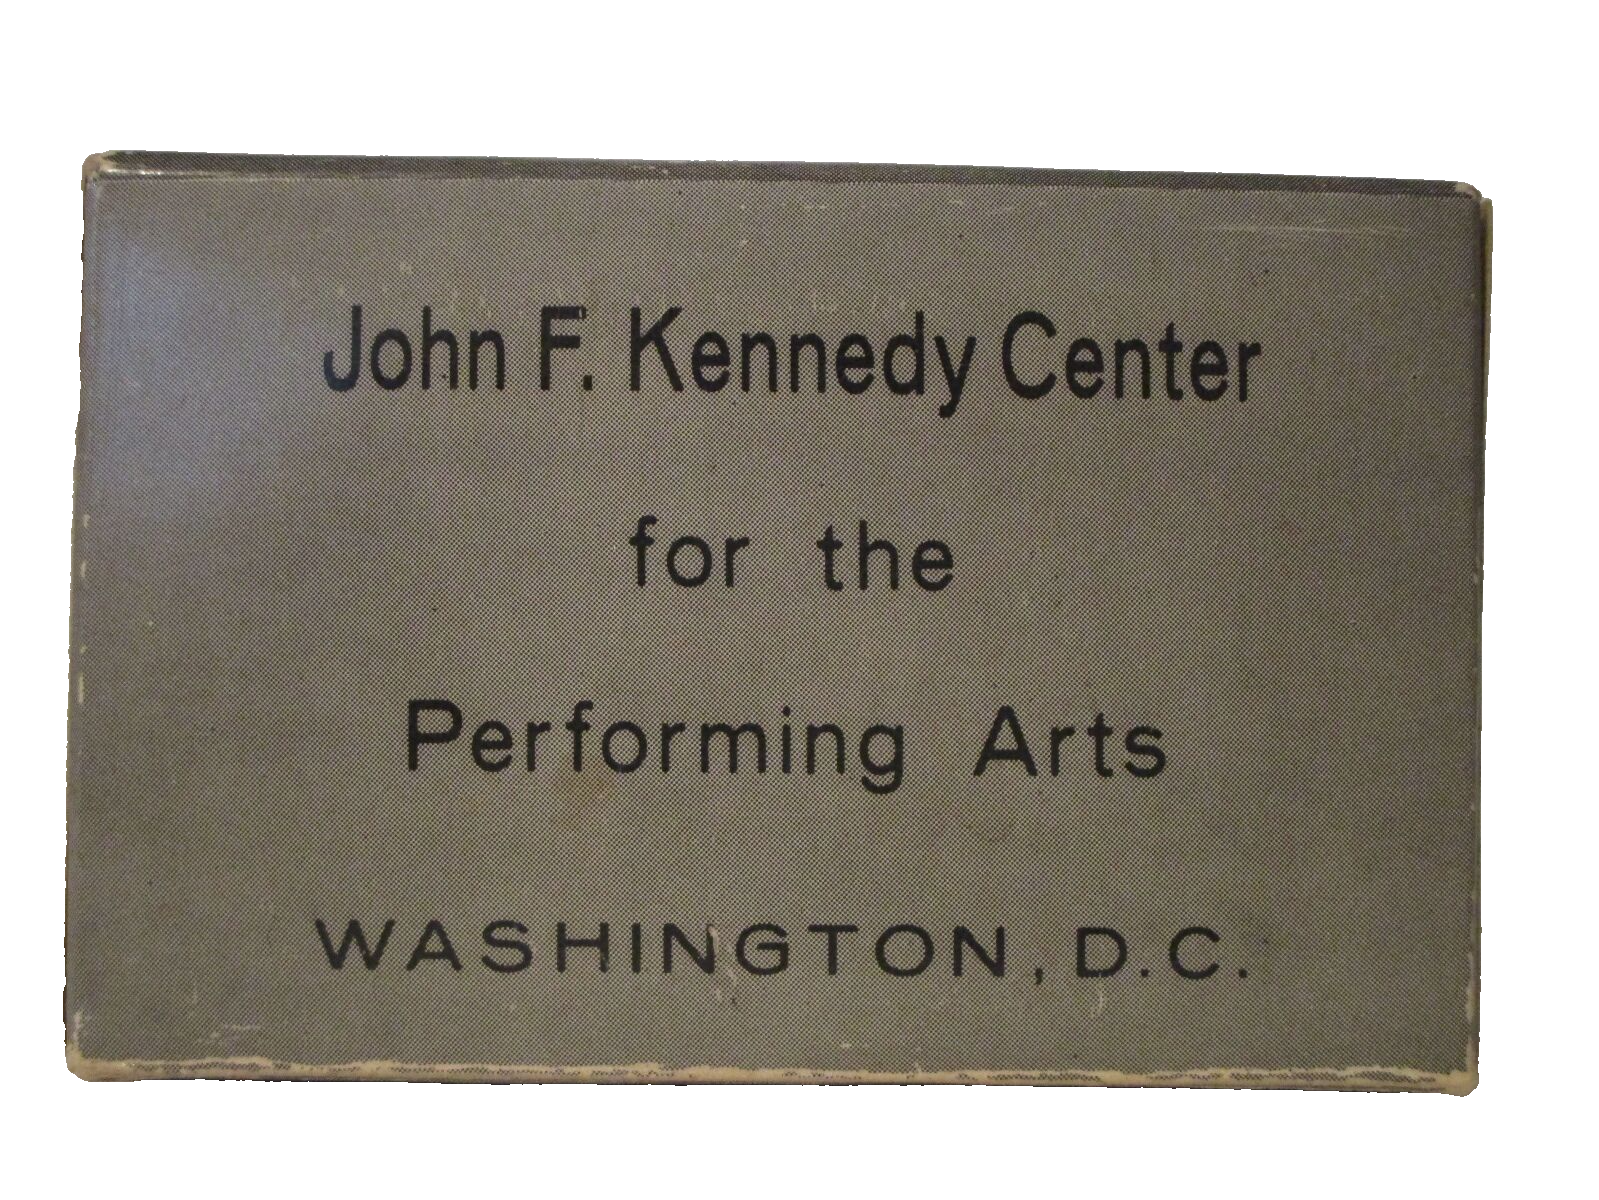 John F. Kennedy Center
for the
Performing Arts
WASHINGTON, D.C.